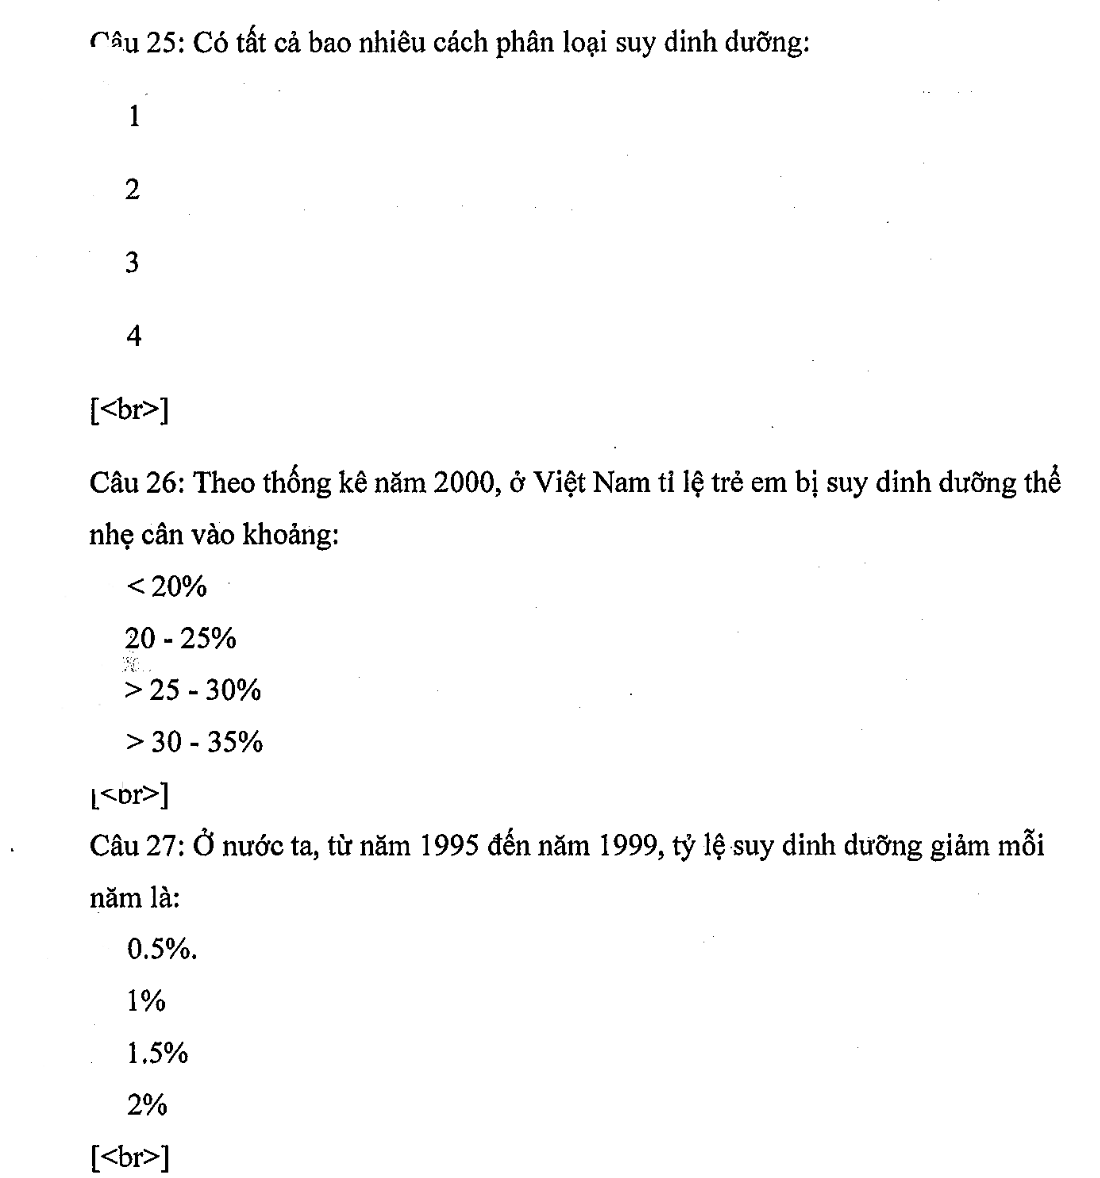 Câu 25: Có tất cả bao nhiêu cách phân loại suy dinh dưỡng:
1
2
3
4
[<br>]
Câu 26: Theo thống kê năm 2000, ở Việt Nam tỉ lệ trẻ em bị suy dinh dưỡng thể
nhẹ cân vào khoảng:
< 20%
20 - 25%
> 25 - 30%
> 30 - 35%
[<br>]
Câu 27: Ở nước ta, từ năm 1995 đến năm 1999, tỷ lệ suy dinh dưỡng giảm mỗi
năm là:
0.5%.
1%
1.5%
2%
[<br>]